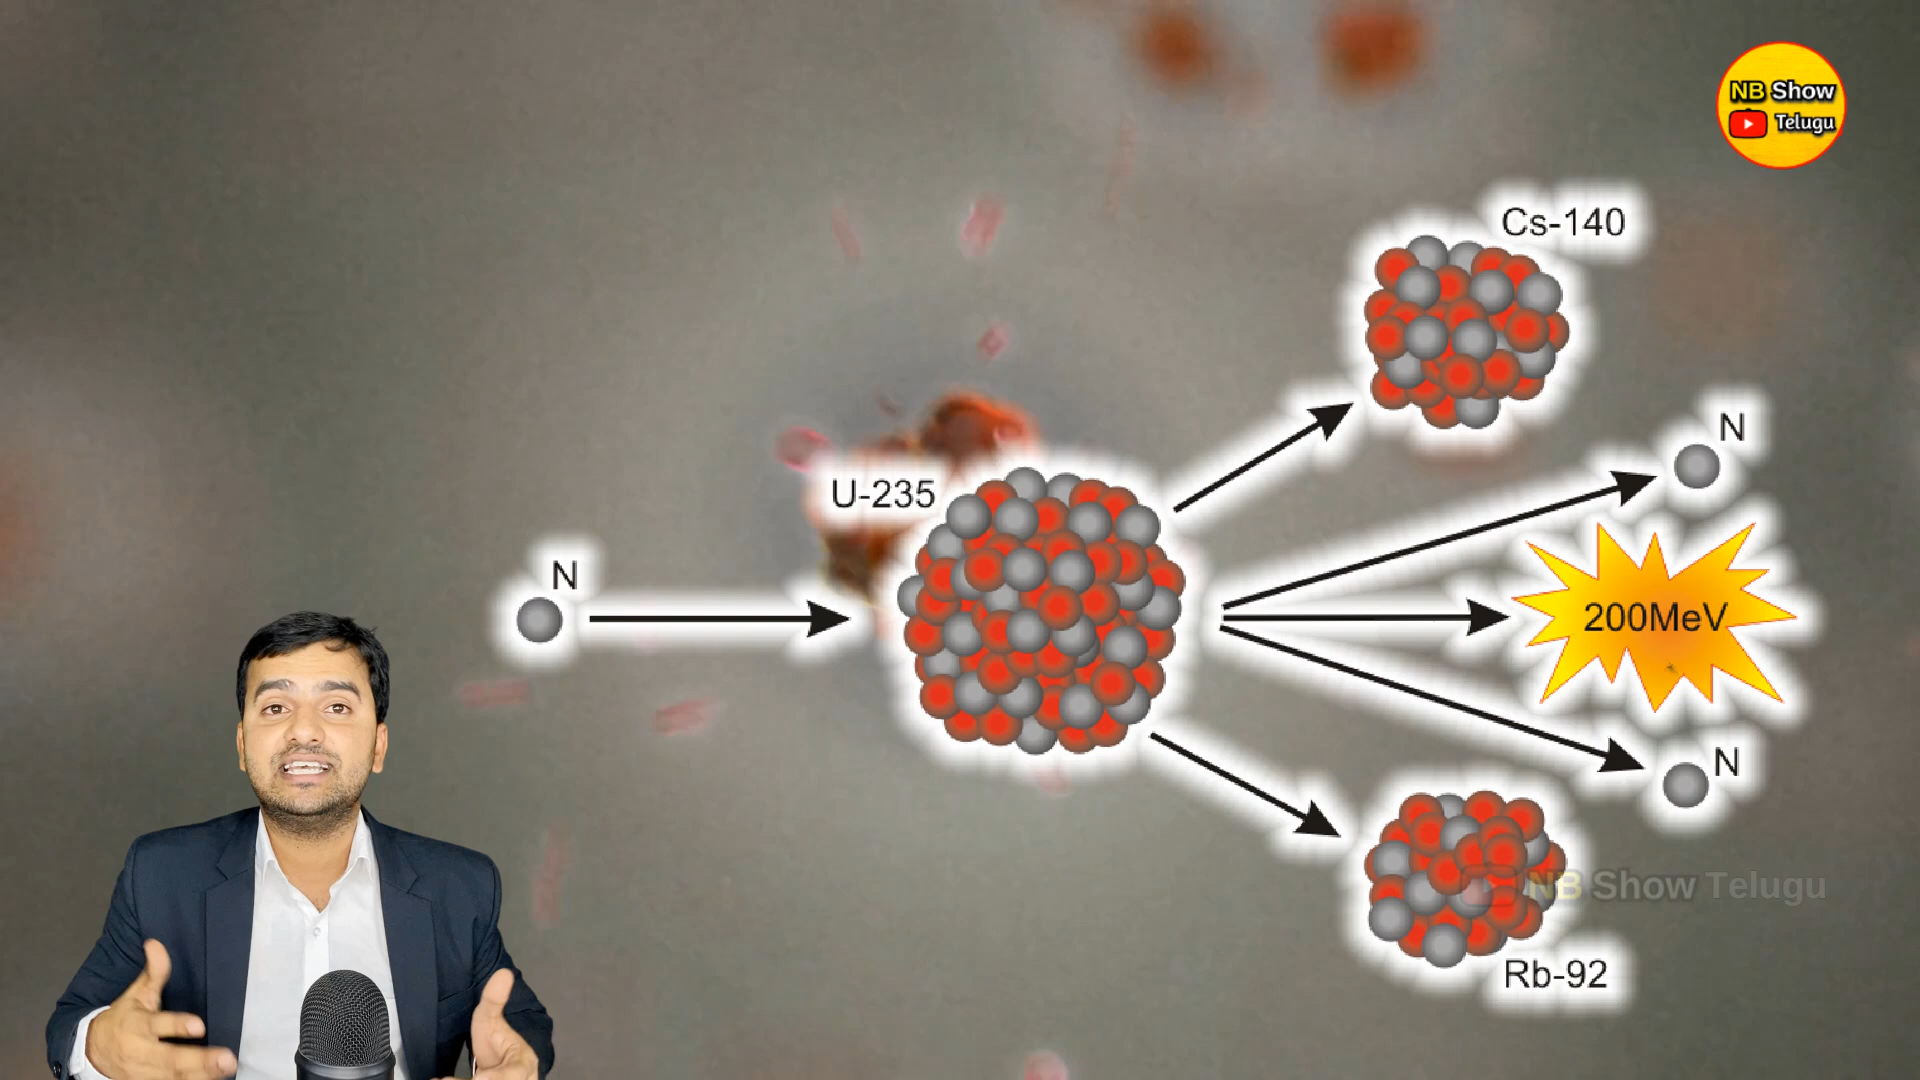 NB Show
Telugu
Cs-140
N
U-235
N
200MeV
N
NB Show Telugu
Rb-92